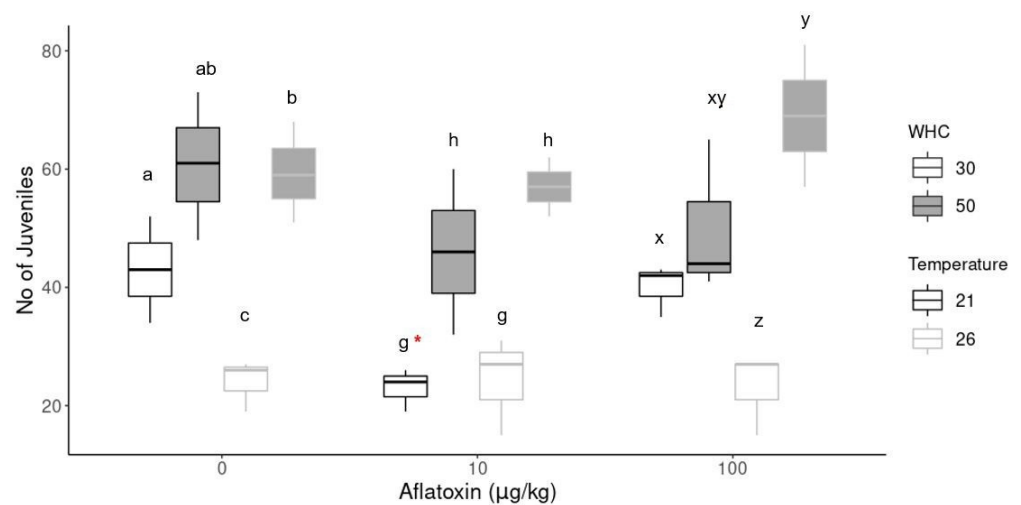 y
80
ab
b
xy
h
h
WHC
60
a
30
50
x
No of Juveniles
Temperature
40
c
g *
g
z
21
26
20
0
10
100
Aflatoxin (µg/kg)